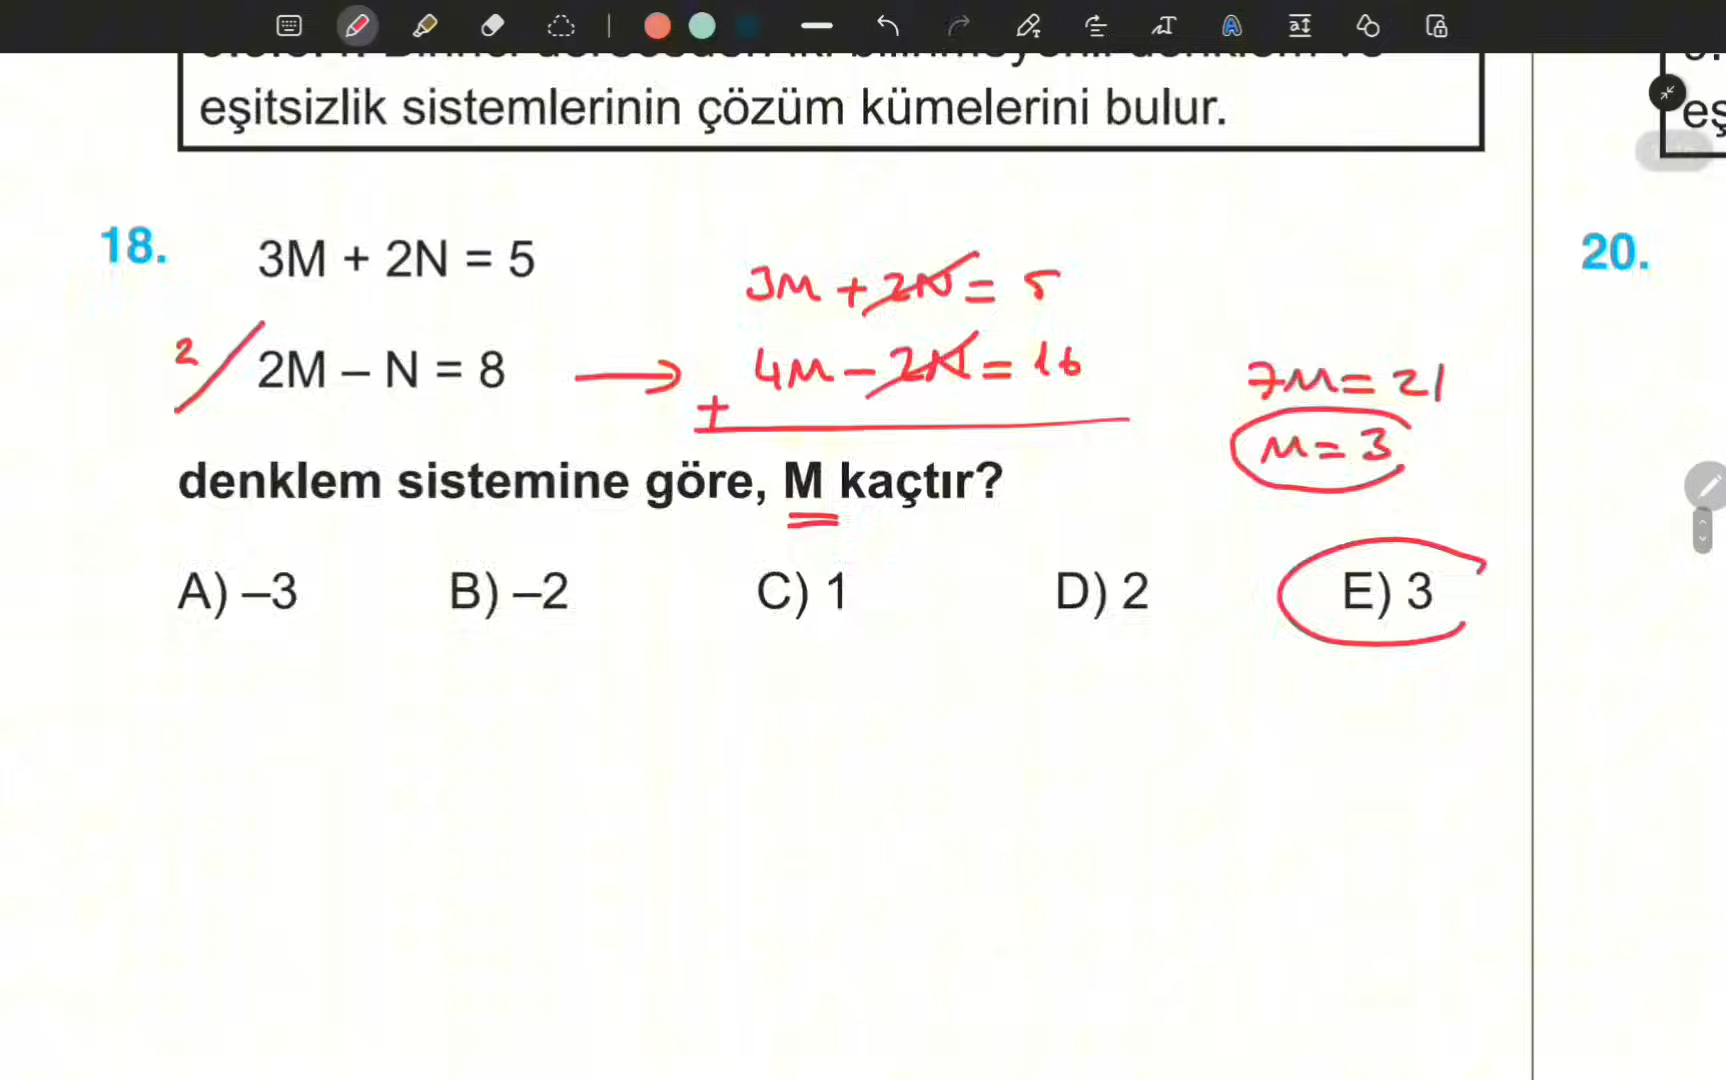 eşitsizlik sistemlerinin çözüm kümelerini bulur.
eş
18.
3M + 2N = 5
2 / 2M – N = 8
3M + 2N = 5
4M – 2N = 16
+
7M = 21
M = 3
denklem sistemine göre, M kaçtır?
A) –3 B) –2 C) 1 D) 2 E) 3
20.